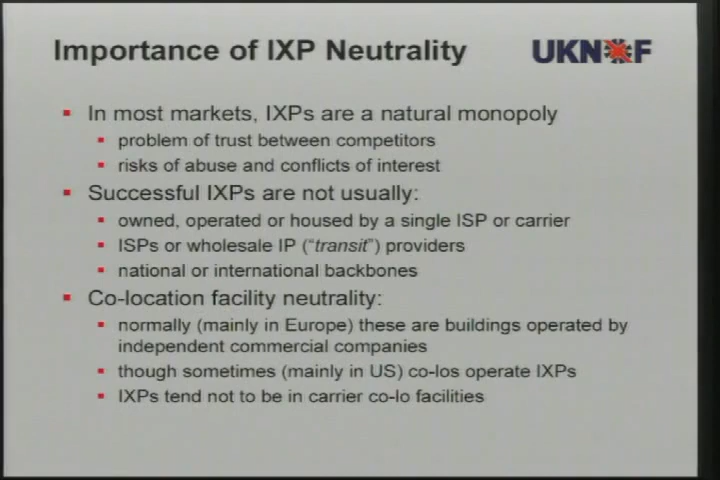 Importance of IXP Neutrality
UKNOF
In most markets, IXPs are a natural monopoly
problem of trust between competitors
risks of abuse and conflicts of interest
Successful IXPs are not usually:
owned, operated or housed by a single ISP or carrier
ISPs or wholesale IP (“transit”) providers
national or international backbones
Co-location facility neutrality:
normally (mainly in Europe) these are buildings operated by
independent commercial companies
though sometimes (mainly in US) co-los operate IXPs
IXPs tend not to be in carrier co-lo facilities